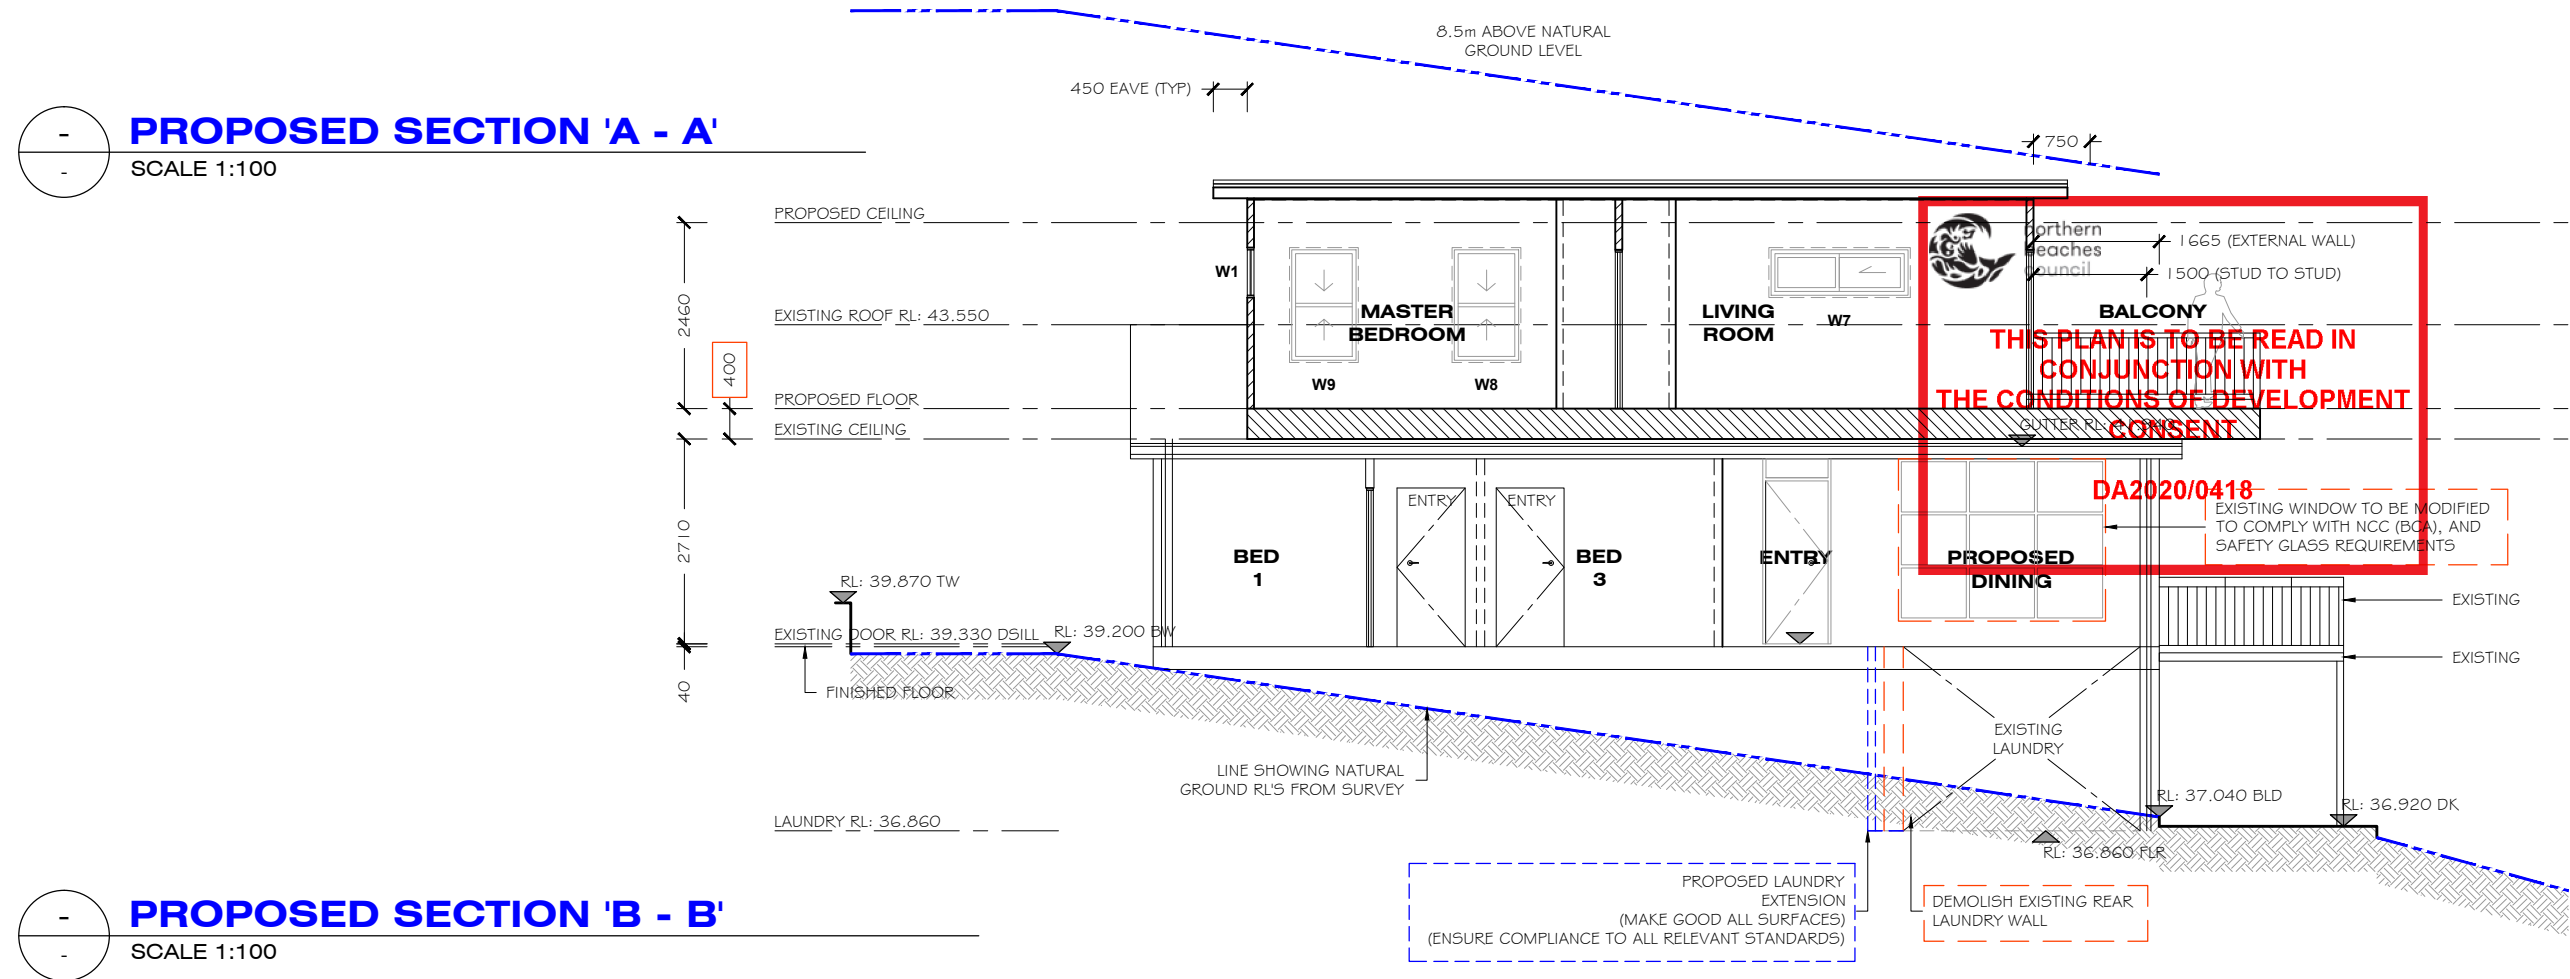 8.5m ABOVE NATURAL
GROUND LEVEL
450 EAVE (TYP)
-
PROPOSED SECTION 'A - A'
-
SCALE 1:100
750
PROPOSED CEILING
northern
beaches
council
1665 (EXTERNAL WALL)
1500 (STUD TO STUD)
W1
2460
EXISTING ROOF RL: 43.550
MASTER
BEDROOM
LIVING
ROOM
W7
BALCONY
THIS PLAN IS TO BE READ IN
CONJUNCTION WITH
THE CONDITIONS OF DEVELOPMENT
CONSENT
DA2020/0418
400
W9
W8
PROPOSED FLOOR
EXISTING CEILING
GUTTER RL:
ENTRY
ENTRY
EXISTING WINDOW TO BE MODIFIED
TO COMPLY WITH NCC (BCA), AND
SAFETY GLASS REQUIREMENTS
2710
BED
1
BED
3
ENTRY
PROPOSED
DINING
RL: 39.870 TW
EXISTING
EXISTING DOOR RL: 39.330 DSILL
RL: 39.200 BW
EXISTING
40
FINISHED FLOOR
EXISTING
LAUNDRY
LINE SHOWING NATURAL
GROUND RL'S FROM SURVEY
RL: 37.040 BLD
RL: 36.920 DK
LAUNDRY RL: 36.860
RL: 36.860 FLR
PROPOSED LAUNDRY
EXTENSION
(MAKE GOOD ALL SURFACES)
(ENSURE COMPLIANCE TO ALL RELEVANT STANDARDS)
DEMOLISH EXISTING REAR
LAUNDRY WALL
-
PROPOSED SECTION 'B - B'
-
SCALE 1:100